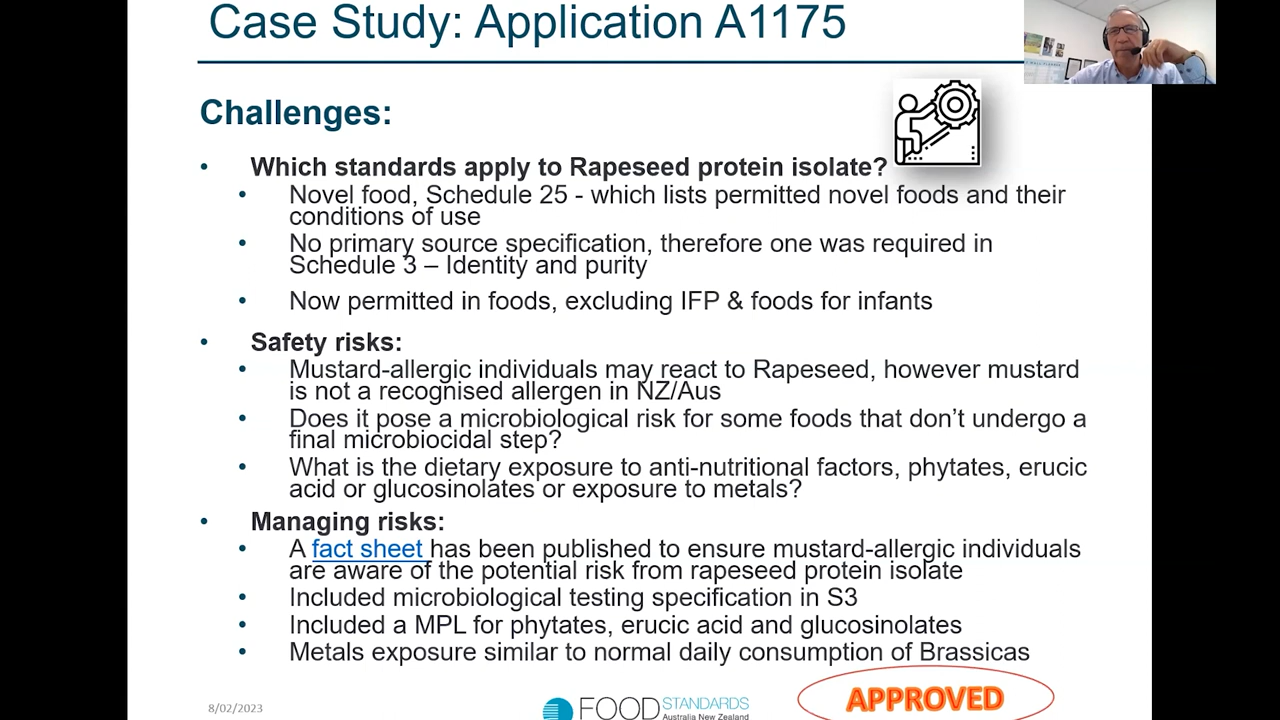 Case Study: Application A1175
Challenges:
• Which standards apply to Rapeseed protein isolate?
• Novel food, Schedule 25 - which lists permitted novel foods and their
conditions of use
• No primary source specification, therefore one was required in
Schedule 3 – Identity and purity
• Now permitted in foods, excluding IFP & foods for infants
• Safety risks:
• Mustard-allergic individuals may react to Rapeseed, however mustard
is not a recognised allergen in NZ/Aus
• Does it pose a microbiological risk for some foods that don’t undergo a
final microbiocidal step?
• What is the dietary exposure to anti-nutritional factors, phytates, erucic
acid or glucosinolates or exposure to metals?
• Managing risks:
• A fact sheet has been published to ensure mustard-allergic individuals
are aware of the potential risk from rapeseed protein isolate
• Included microbiological testing specification in S3
• Included a MPL for phytates, erucic acid and glucosinolates
• Metals exposure similar to normal daily consumption of Brassicas
8/02/2023
FOOD STANDARDS
Australia New Zealand
APPROVED